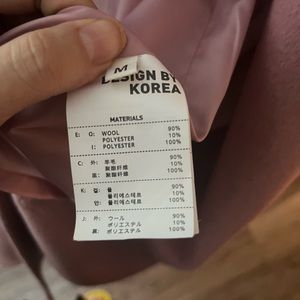 M
DESIGN BY
KOREA
MATERIALS
E: O: WOOL 90%
POLYESTER 10%
I: POLYESTER 100%
C: 外: 羊毛 90%
聚酯纤维 10%
里: 聚酯纤维 100%
K: 겉: 울 90%
폴리에스테르 10%
안: 폴리에스테르 100%
J: 外: ウール 90%
ポリエステル 10%
裏: ポリエステル 100%